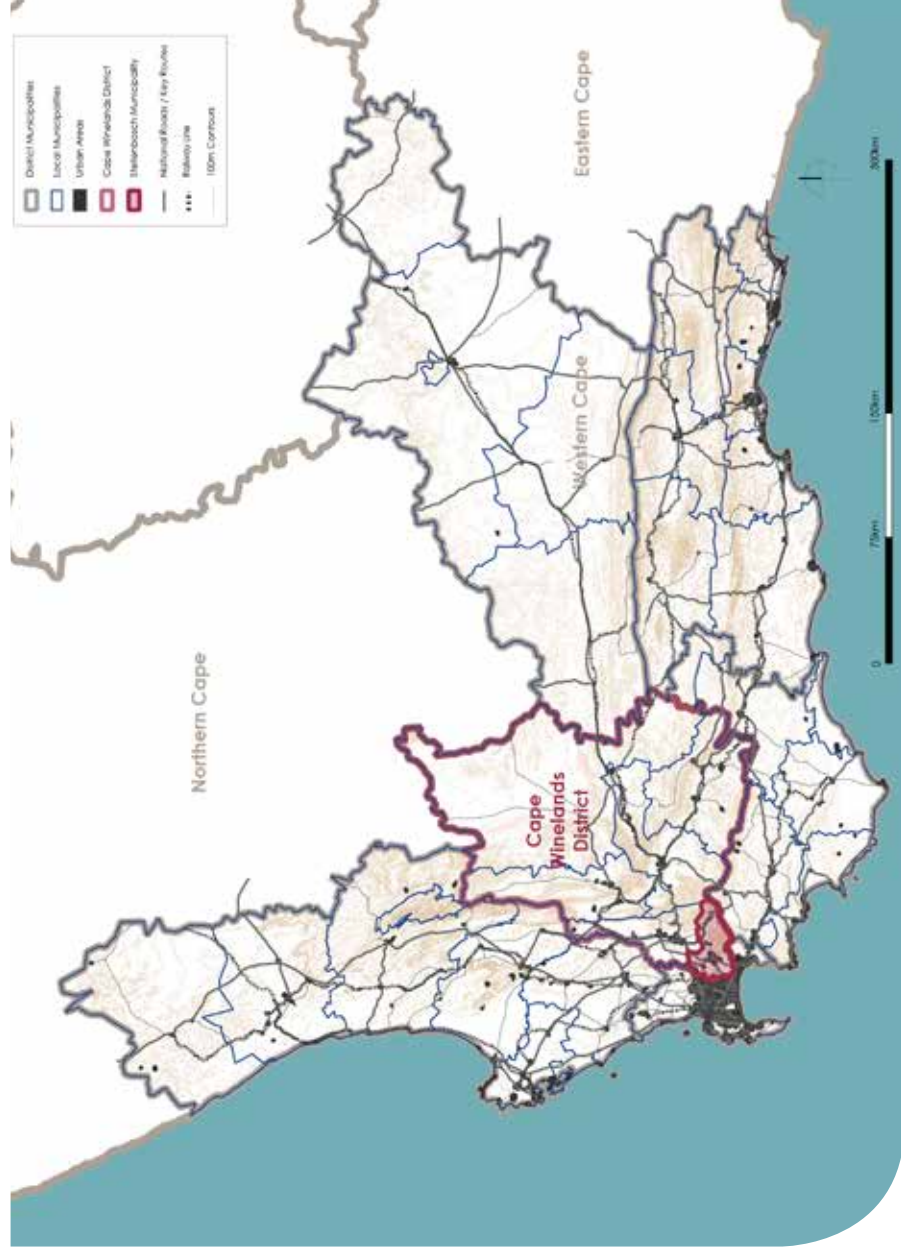 District Municipalities
Local Municipalities
Urban Areas
Cape Winelands District
Stellenbosch Municipality
National Roads / Key Routes
Railway Line
100m Contours
Northern Cape
Eastern Cape
Western Cape
Cape
Winelands
District
0
75km
150km
300km